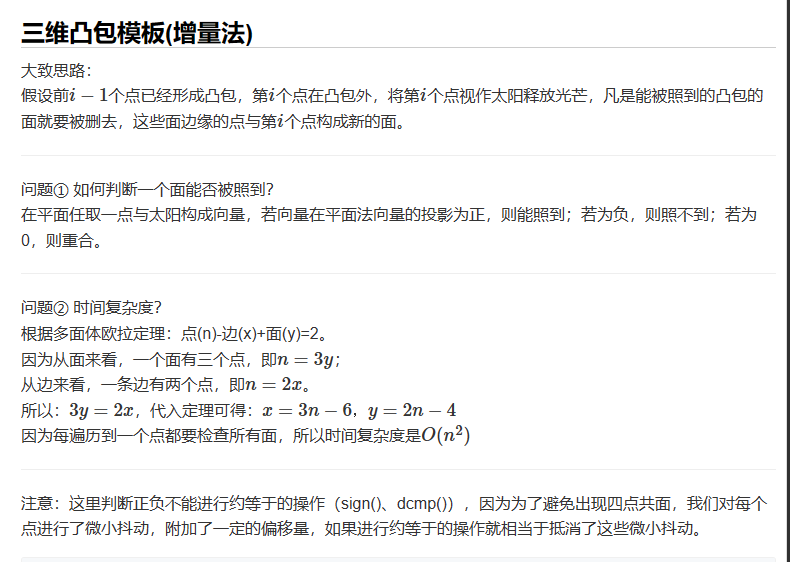 三维凸包模板(增量法)
大致思路：
假设前i − 1个点已经形成凸包，第i个点在凸包外，将第i个点视作太阳释放光芒，凡是能被照到的凸包的
面就要被删去，这些面边缘的点与第i个点构成新的面。
问题① 如何判断一个面能否被照到？
在平面任取一点与太阳构成向量，若向量在平面法向量的投影为正，则能照到；若为负，则照不到；若为
0，则重合。
问题② 时间复杂度？
根据多面体欧拉定理：点(n)-边(x)+面(y)=2。
因为从面来看，一个面有三个点，即n = 3y；
从边来看，一条边有两个点，即n = 2x。
所以：3y = 2x，代入定理可得：x = 3n − 6，y = 2n − 4
因为每遍历到一个点都要检查所有面，所以时间复杂度是O(n²)
注意：这里判断正负不能进行约等于的操作（sign()、dcmp()），因为为了避免出现四点共面，我们对每个
点进行了微小抖动，附加了一定的偏移量，如果进行约等于的操作就相当于抵消了这些微小抖动。